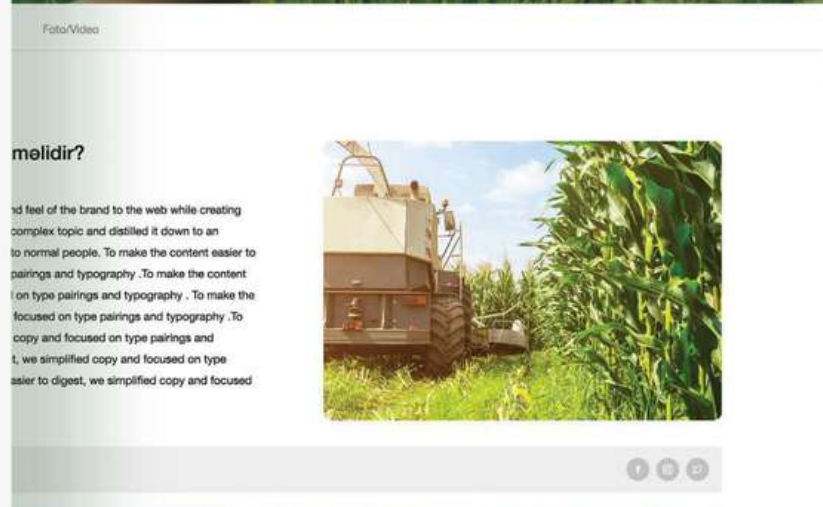 Foto/Video
məlidir?
nd feel of the brand to the web while creating
complex topic and distilled it down to an
to normal people. To make the content easier to
pairings and typography .To make the content
on type pairings and typography . To make the
focused on type pairings and typography .To
copy and focused on type pairings and
t, we simplified copy and focused on type
asier to digest, we simplified copy and focused